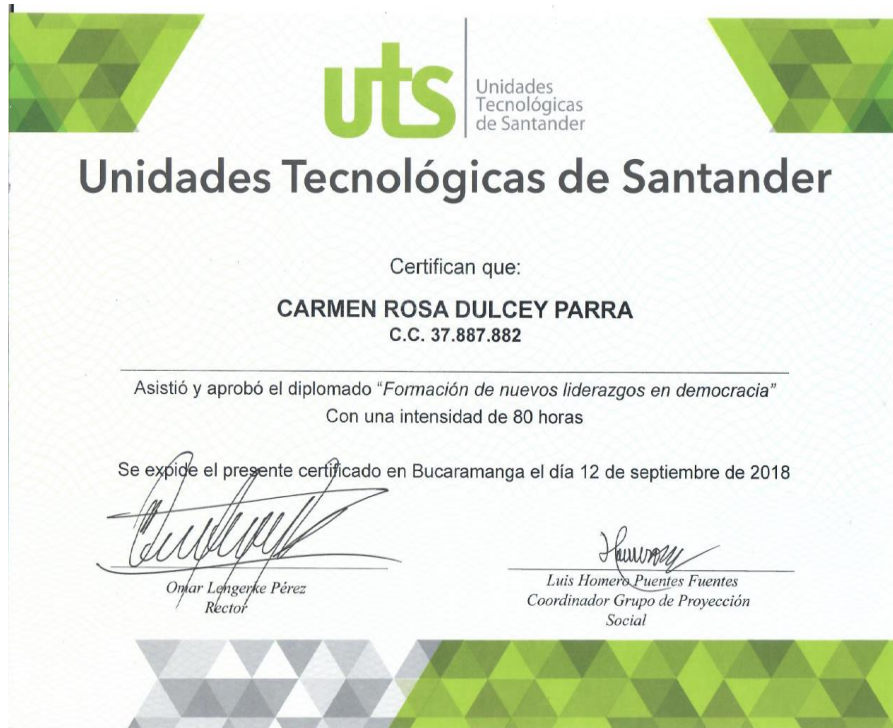 uts
Unidades
Tecnológicas
de Santander
Unidades Tecnológicas de Santander
Certifican que:
CARMEN ROSA DULCEY PARRA
C.C. 37.887.882
Asistió y aprobó el diplomado “Formación de nuevos liderazgos en democracia”
Con una intensidad de 80 horas
Se expide el presente certificado en Bucaramanga el día 12 de septiembre de 2018
Omar Lengerke Pérez
Rector
Luis Homero Puentes Fuentes
Coordinador Grupo de Proyección
Social